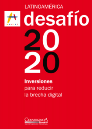 LATINOAMÉRICA
desafío
20
20
Inversiones
para reducir
la brecha digital